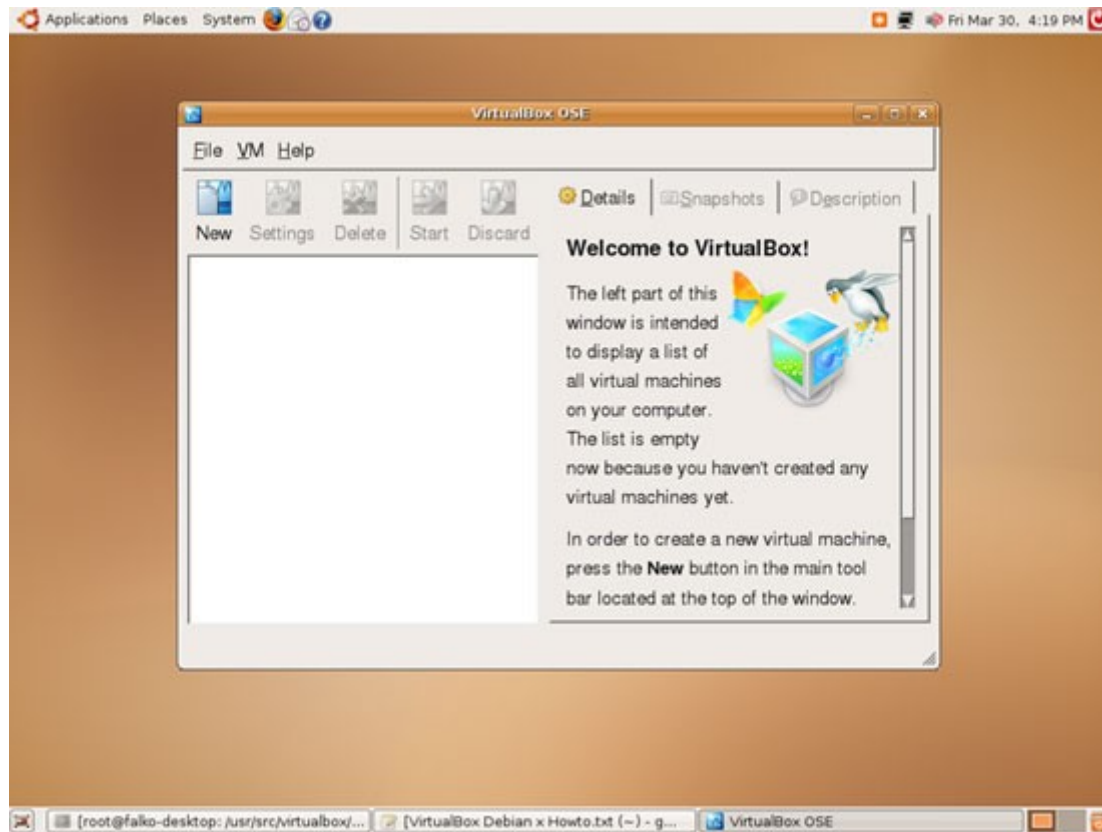 Applications Places System
Fri Mar 30, 4:19 PM
VirtualBox OSE
File VM Help
New Settings Delete Start Discard
Details Snapshots Description
Welcome to VirtualBox!
The left part of this
window is intended
to display a list of
all virtual machines
on your computer.
The list is empty
now because you haven't created any
virtual machines yet.
In order to create a new virtual machine,
press the New button in the main tool
bar located at the top of the window.
[root@falko-desktop: /usr/src/virtualbox/...
[VirtualBox Debian x Howto.txt (~) - g...
VirtualBox OSE